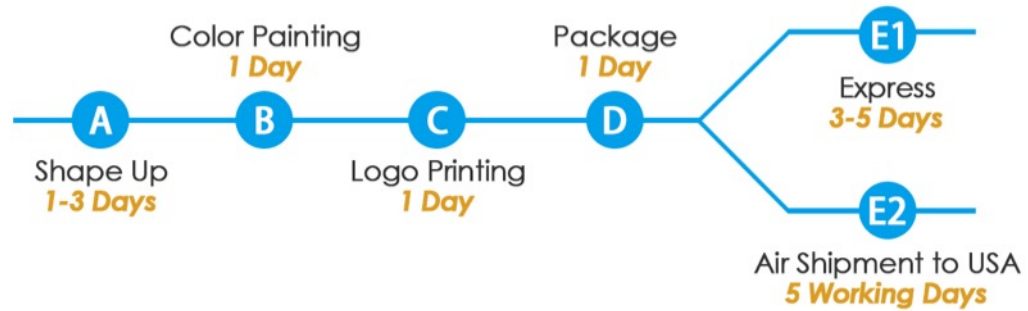 A
Shape Up
1-3 Days
Color Painting
1 Day
B
C
Logo Printing
1 Day
Package
1 Day
D
E1
Express
3-5 Days
E2
Air Shipment to USA
5 Working Days